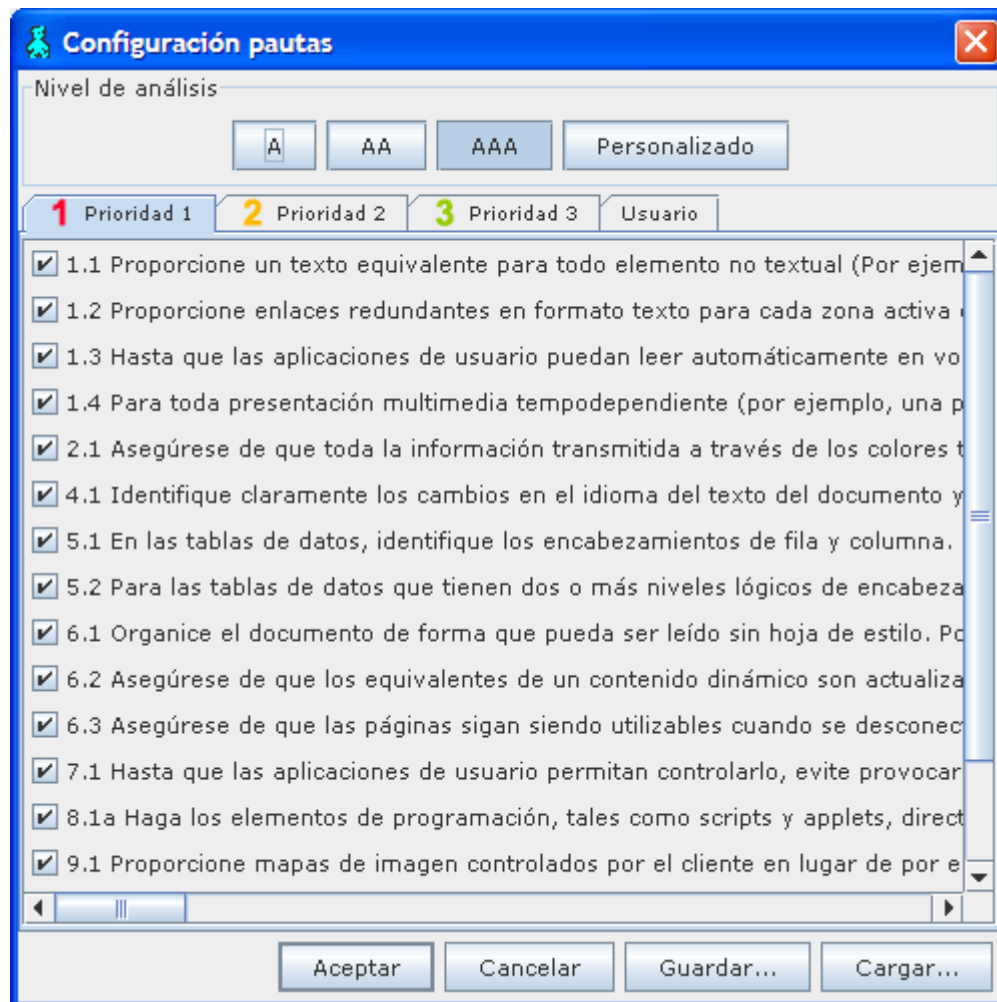 Configuración pautas
Nivel de análisis
A AA AAA Personalizado
1 Prioridad 1 2 Prioridad 2 3 Prioridad 3 Usuario
1.1 Proporcione un texto equivalente para todo elemento no textual (Por ejem
1.2 Proporcione enlaces redundantes en formato texto para cada zona activa
1.3 Hasta que las aplicaciones de usuario puedan leer automáticamente en vo
1.4 Para toda presentación multimedia tempodependiente (por ejemplo, una p
2.1 Asegúrese de que toda la información transmitida a través de los colores t
4.1 Identifique claramente los cambios en el idioma del texto del documento y
5.1 En las tablas de datos, identifique los encabezamientos de fila y columna.
5.2 Para las tablas de datos que tienen dos o más niveles lógicos de encabeza
6.1 Organice el documento de forma que pueda ser leído sin hoja de estilo. Po
6.2 Asegúrese de que los equivalentes de un contenido dinámico son actualiza
6.3 Asegúrese de que las páginas sigan siendo utilizables cuando se desconec
7.1 Hasta que las aplicaciones de usuario permitan controlarlo, evite provocar
8.1a Haga los elementos de programación, tales como scripts y applets, direct
9.1 Proporcione mapas de imagen controlados por el cliente en lugar de por e
Aceptar Cancelar Guardar... Cargar...